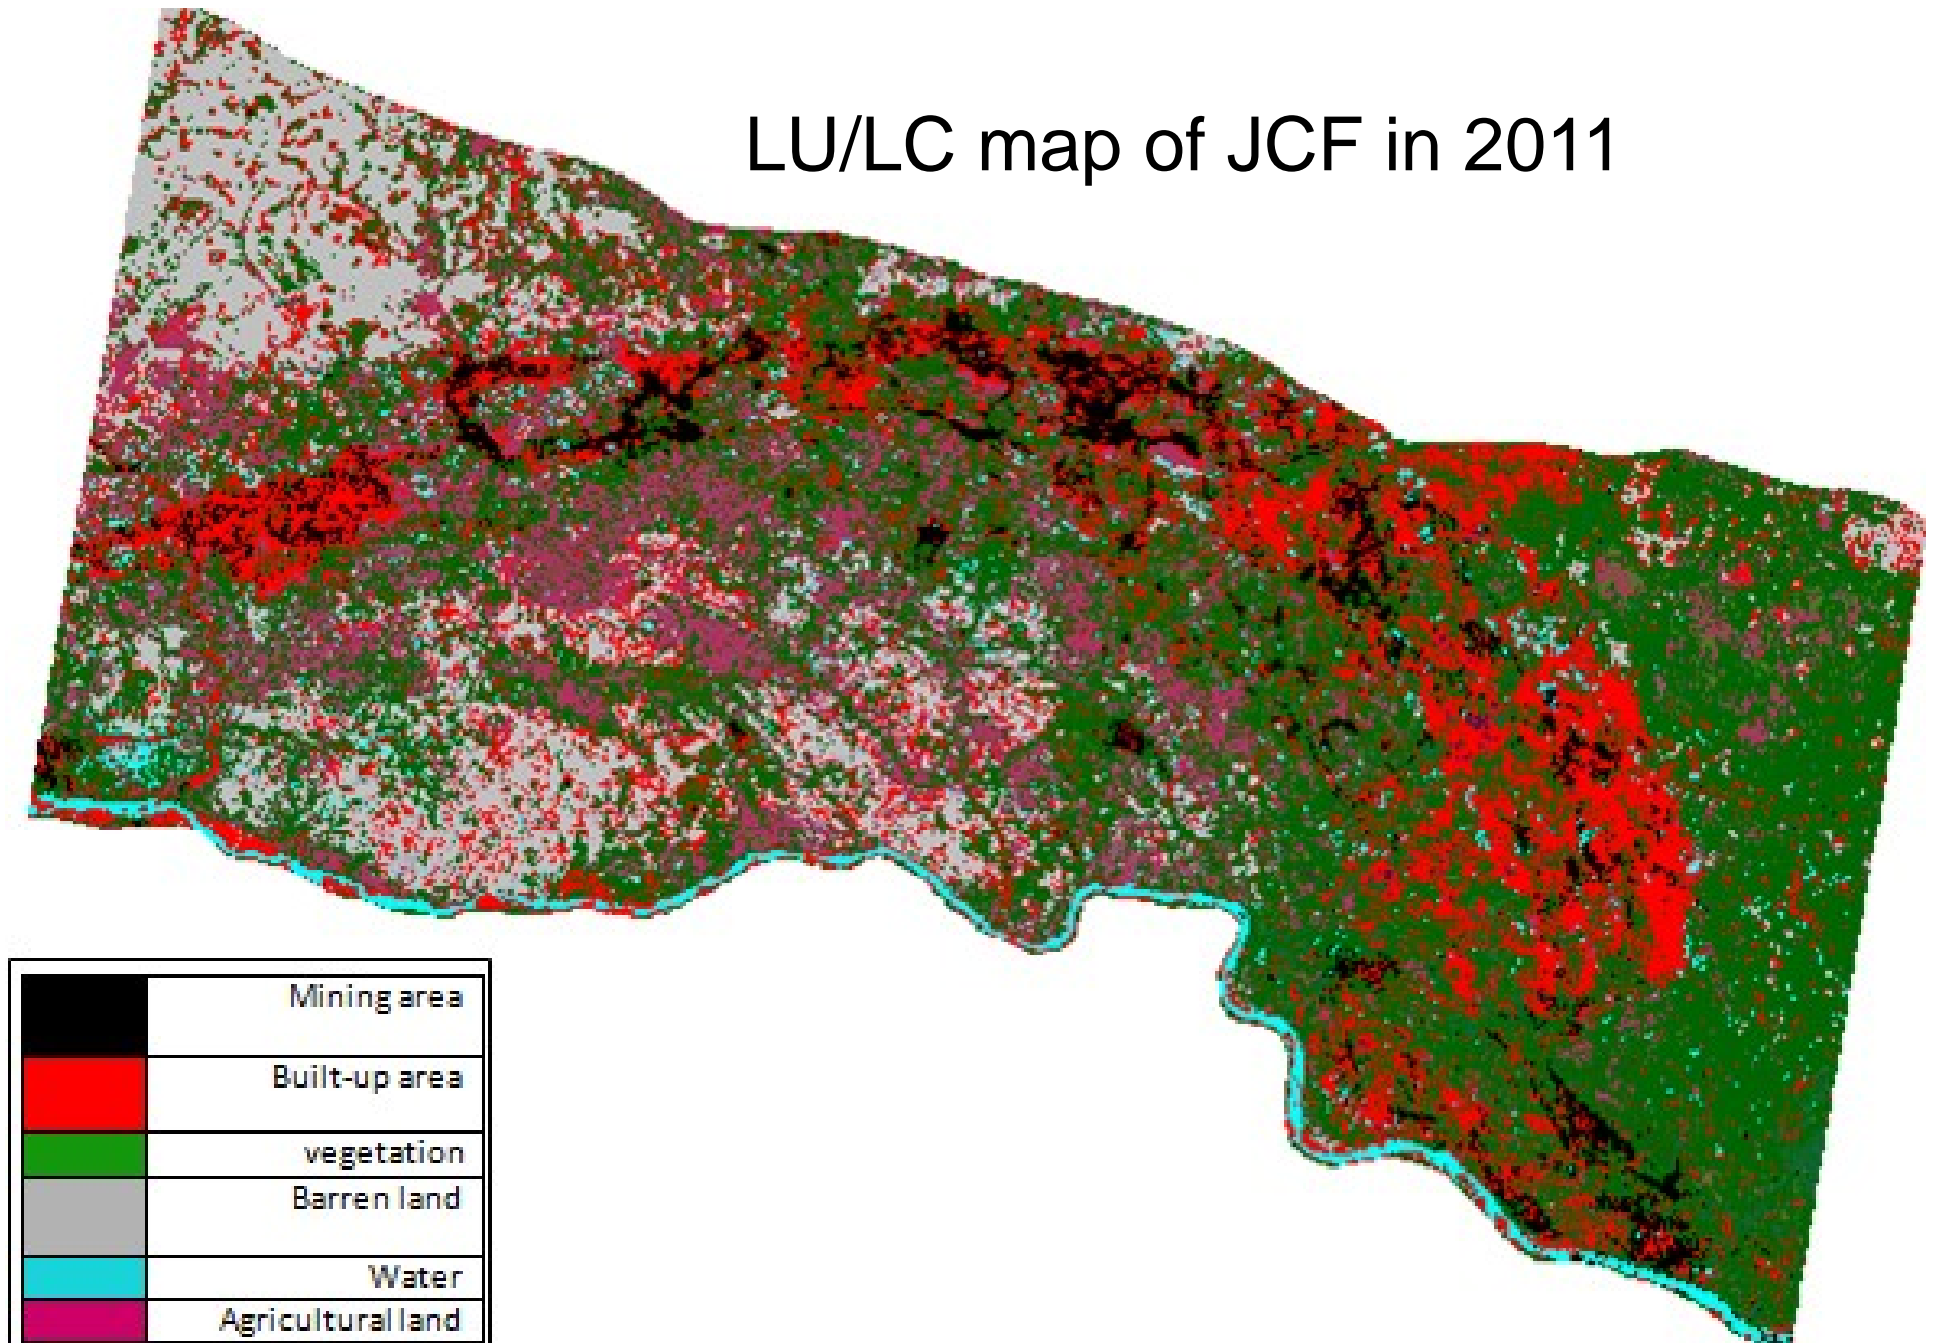 LU/LC map of JCF in 2011
Mining area
Built-up area
vegetation
Barren land
Water
Agricultural land